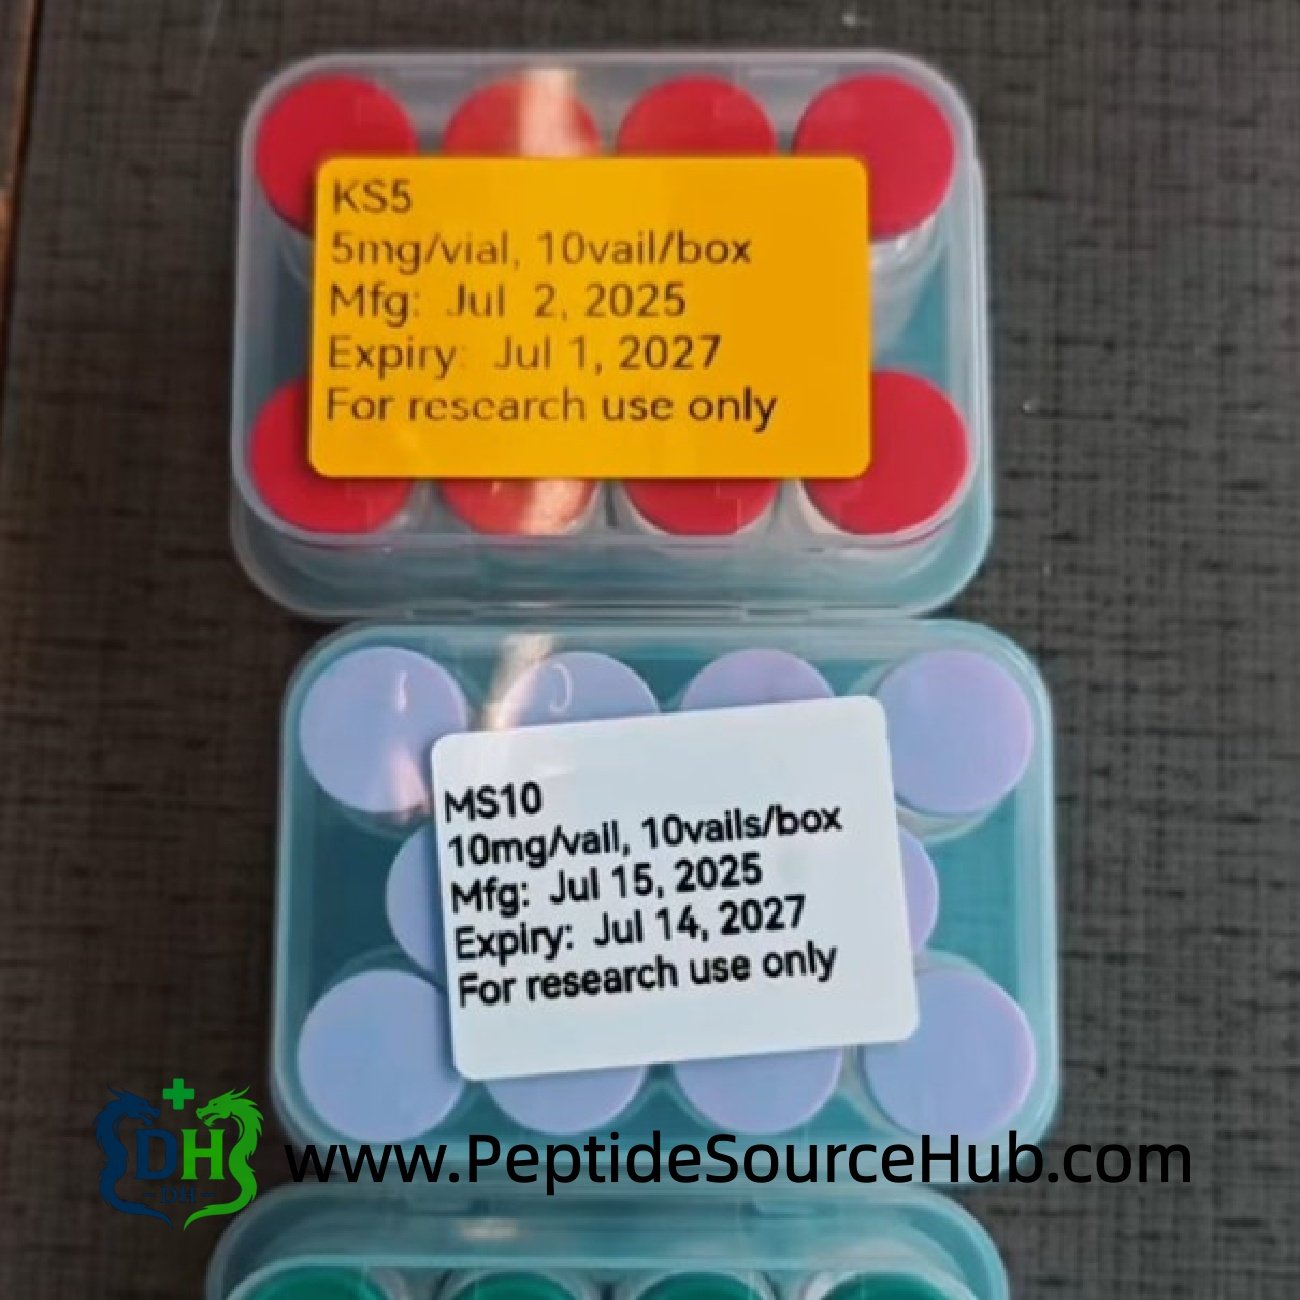 KS5
5mg/vial, 10vail/box
Mfg: Jul 2, 2025
Expiry: Jul 1, 2027
For research use only
MS10
10mg/vail, 10vails/box
Mfg: Jul 15, 2025
Expiry: Jul 14, 2027
For research use only
DH
-DH-
www.PeptideSourceHub.com